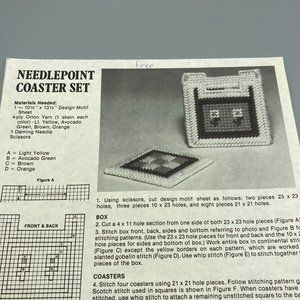 Free
NEEDLEPOINT
COASTER SET
Materials Needed:
1 — 10½" x 13½" Design Motif
Sheet
4-ply Orlon Yarn (1 skein each
color) - Lt. Yellow, Avocado
Green, Brown, Orange
1 Darning Needle
Scissors
A = Light Yellow
B = Avocado Green
C = Brown
D = Orange
Figure A
FRONT & BACK
1. Using scissors, cut design motif sheet as follows: two pieces 23 x 23
holes, three pieces 10 x 23 holes, and eight pieces 21 x 21 holes.
BOX
2. Cut a 4 x 11 hole section from one side of both 23 x 23 hole pieces (Figure A
3. Stitch box front, back, sides and bottom referring to photo and Figure B to
stitching patterns. (Use the 23 x 23 hole pieces for front and back and the 10 x
hole pieces for sides and bottom.) Work entire box in continental stitch
(Figure C) except the yellow borders on each pattern, which are worked
slanted gobelin stitch (Figure D). Use whip stitch (Figure E) to stitch together
pieces of the box.
COASTERS
4. Stitch four coasters using 21 x 21 hole pieces. Follow stitching pattern
Scotch stitch used in squares is shown in Figure F. When coasters have
stitched, use whip stitch to attach a remaining unstitched square to the